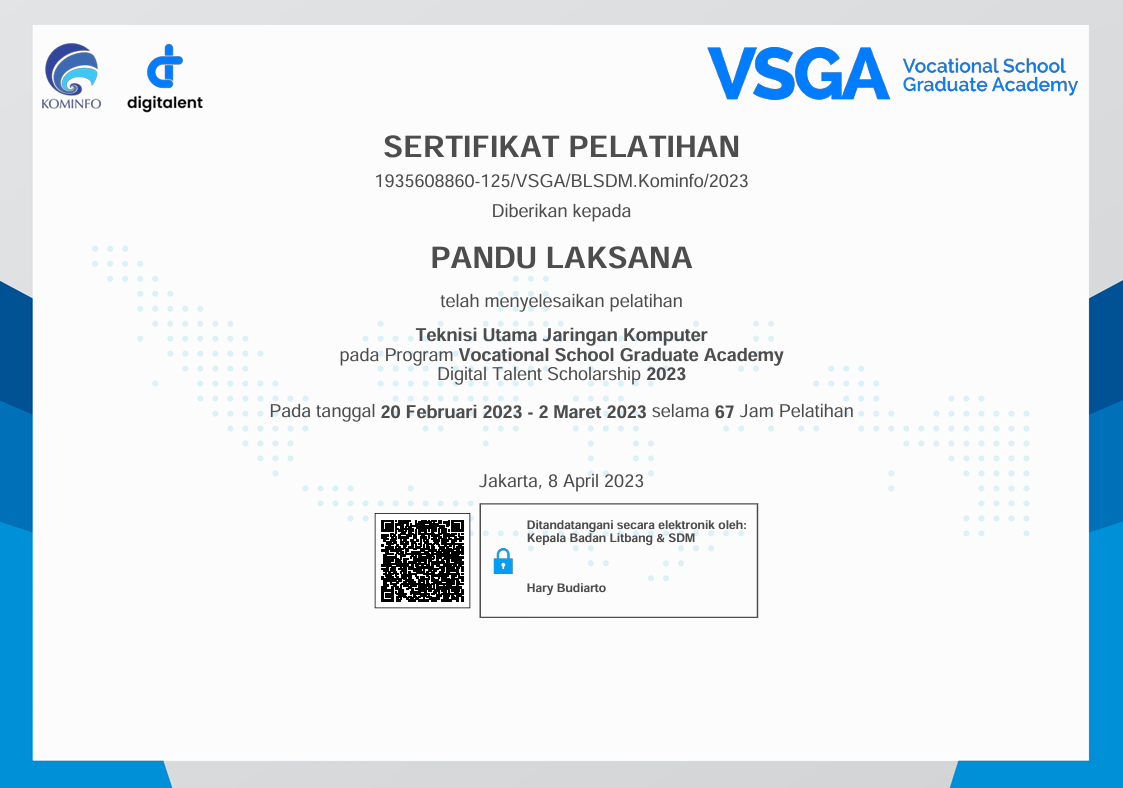 KOMINFO
digitalent
VSGA
Vocational School
Graduate Academy
SERTIFIKAT PELATIHAN
1935608860-125/VSGA/BLSDM.Kominfo/2023
Diberikan kepada
PANDU LAKSANA
telah menyelesaikan pelatihan
Teknisi Utama Jaringan Komputer
pada Program Vocational School Graduate Academy
Digital Talent Scholarship 2023
Pada tanggal 20 Februari 2023 - 2 Maret 2023 selama 67 Jam Pelatihan
Jakarta, 8 April 2023
Ditandatangani secara elektronik oleh:
Kepala Badan Litbang & SDM
Hary Budiarto